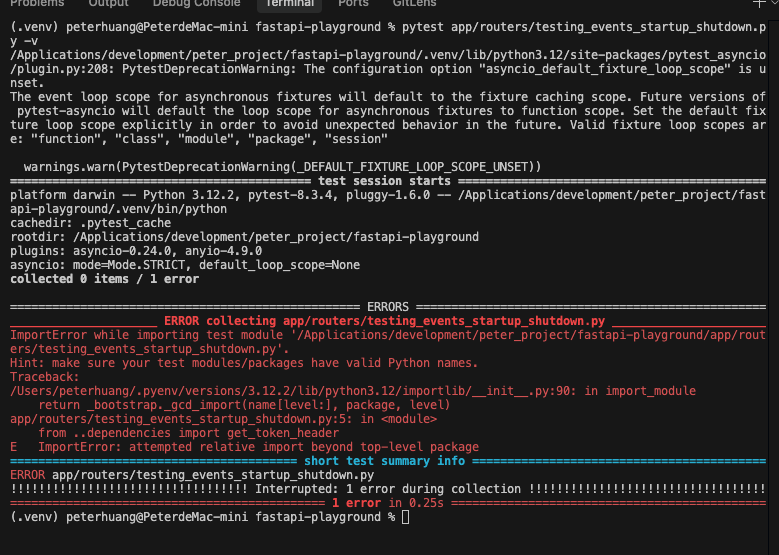 Problems Output Debug Console Terminal Ports GitLens
(.venv) peterhuang@PeterdeMac-mini fastapi-playground % pytest app/routers/testing_events_startup_shutdown.p
y -v
/Applications/development/peter_project/fastapi-playground/.venv/lib/python3.12/site-packages/pytest_asyncio
/plugin.py:208: PytestDeprecationWarning: The configuration option "asyncio_default_fixture_loop_scope" is u
nset.
The event loop scope for asynchronous fixtures will default to the fixture caching scope. Future versions of
 pytest-asyncio will default the loop scope for asynchronous fixtures to function scope. Set the default fix
ture loop scope explicitly in order to avoid unexpected behavior in the future. Valid fixture loop scopes ar
e: "function", "class", "module", "package", "session"
  warnings.warn(PytestDeprecationWarning(_DEFAULT_FIXTURE_LOOP_SCOPE_UNSET))
=========================================== test session starts ============================================
platform darwin -- Python 3.12.2, pytest-8.3.4, pluggy-1.6.0 -- /Applications/development/peter_project/fast
api-playground/.venv/bin/python
cachedir: .pytest_cache
rootdir: /Applications/development/peter_project/fastapi-playground
plugins: asyncio-0.24.0, anyio-4.9.0
asyncio: mode=Mode.STRICT, default_loop_scope=None
collected 0 items / 1 error
================================================== ERRORS ==================================================
_____________________ ERROR collecting app/routers/testing_events_startup_shutdown.py ______________________
ImportError while importing test module '/Applications/development/peter_project/fastapi-playground/app/rout
ers/testing_events_startup_shutdown.py'.
Hint: make sure your test modules/packages have valid Python names.
Traceback:
/Users/peterhuang/.pyenv/versions/3.12.2/lib/python3.12/importlib/__init__.py:90: in import_module
    return _bootstrap._gcd_import(name[level:], package, level)
app/routers/testing_events_startup_shutdown.py:5: in <module>
    from ..dependencies import get_token_header
E   ImportError: attempted relative import beyond top-level package
========================================= short test summary info ==========================================
ERROR app/routers/testing_events_startup_shutdown.py
!!!!!!!!!!!!!!!!!!!!!!!!!!!!!!!!!! Interrupted: 1 error during collection !!!!!!!!!!!!!!!!!!!!!!!!!!!!!!!!!!
============================================= 1 error in 0.25s =============================================
(.venv) peterhuang@PeterdeMac-mini fastapi-playground %